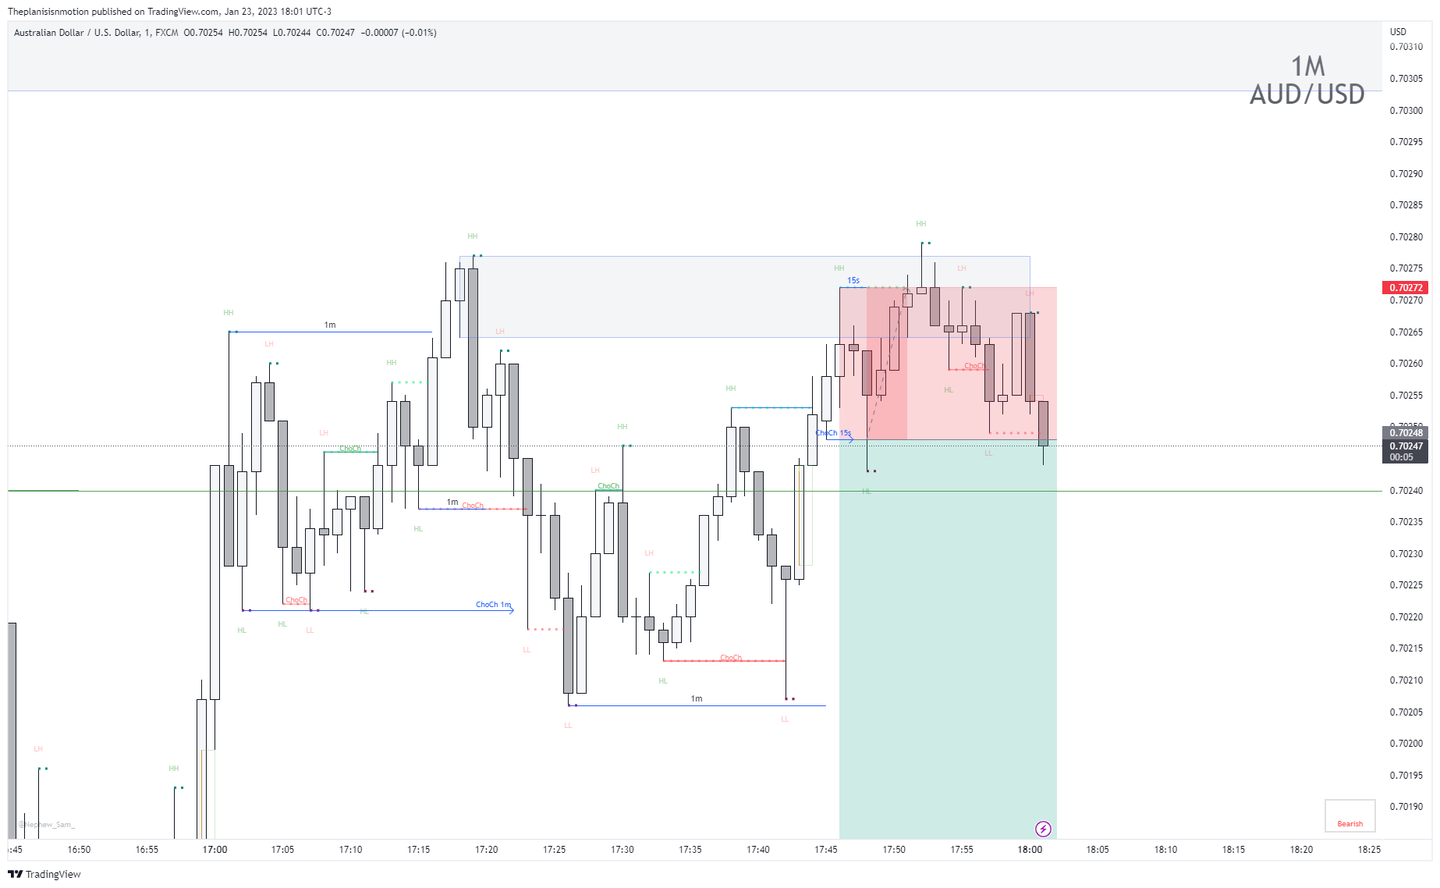 Theplanisisnmotion published on TradingView.com, Jan 23, 2023 18:01 UTC-3
Australian Dollar / U.S. Dollar, 1, FXCM O0.70254 H0.70254 L0.70244 C0.70247 −0.00007 (−0.01%)
USD
0.70310
1M
AUD/USD
0.70305
0.70300
0.70295
0.70290
0.70285
HH
0.70280
HH
0.70275
HH
LH
15s
0.70272
0.70270
LH
HH
1m
LH
0.70265
LH
HH
0.70260
ChoCh
HH
HL
0.70255
HH
LH
ChoCh 15s
0.70248
ChoCh
0.70247
00:05
LL
LH
ChoCh
HL
0.70240
1m
ChoCh
HL
0.70235
LH
0.70230
0.70225
ChoCh
ChoCh 1m
HL
0.70220
HL
HL
LL
LL
ChoCh
0.70215
HL
0.70210
1m
0.70205
LL
LL
0.70200
LH
HH
0.70195
0.70190
@Nephew_Sam_
Bearish
:45
16:50
16:55
17:00
17:05
17:10
17:15
17:20
17:25
17:30
17:35
17:40
17:45
17:50
17:55
18:00
18:05
18:10
18:15
18:20
18:25
TradingView